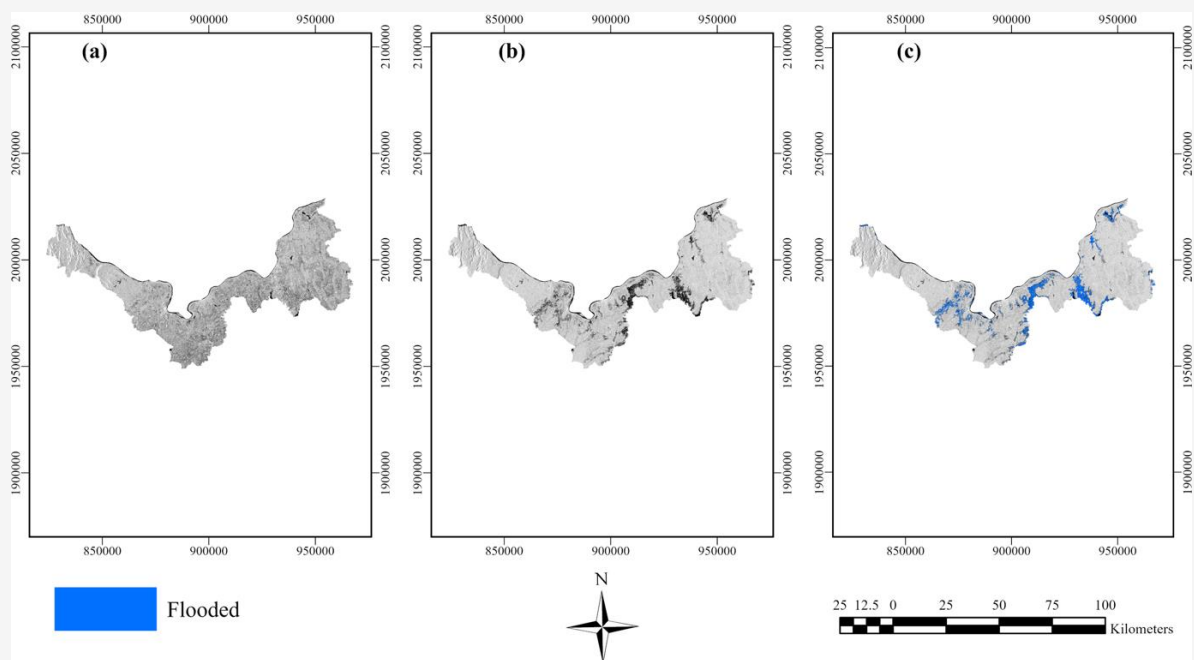 850000 900000 950000 850000 900000 950000 850000 900000 950000
(a) (b) (c)
2100000 2100000 2100000 2100000 2100000 2100000
2050000 2050000 2050000 2050000 2050000 2050000
2000000 2000000 2000000 2000000 2000000 2000000
1950000 1950000 1950000 1950000 1950000 1950000
1900000 1900000 1900000 1900000 1900000 1900000
850000 900000 950000 850000 900000 950000 850000 900000 950000
N
Flooded
25 12.5 0 25 50 75 100
Kilometers